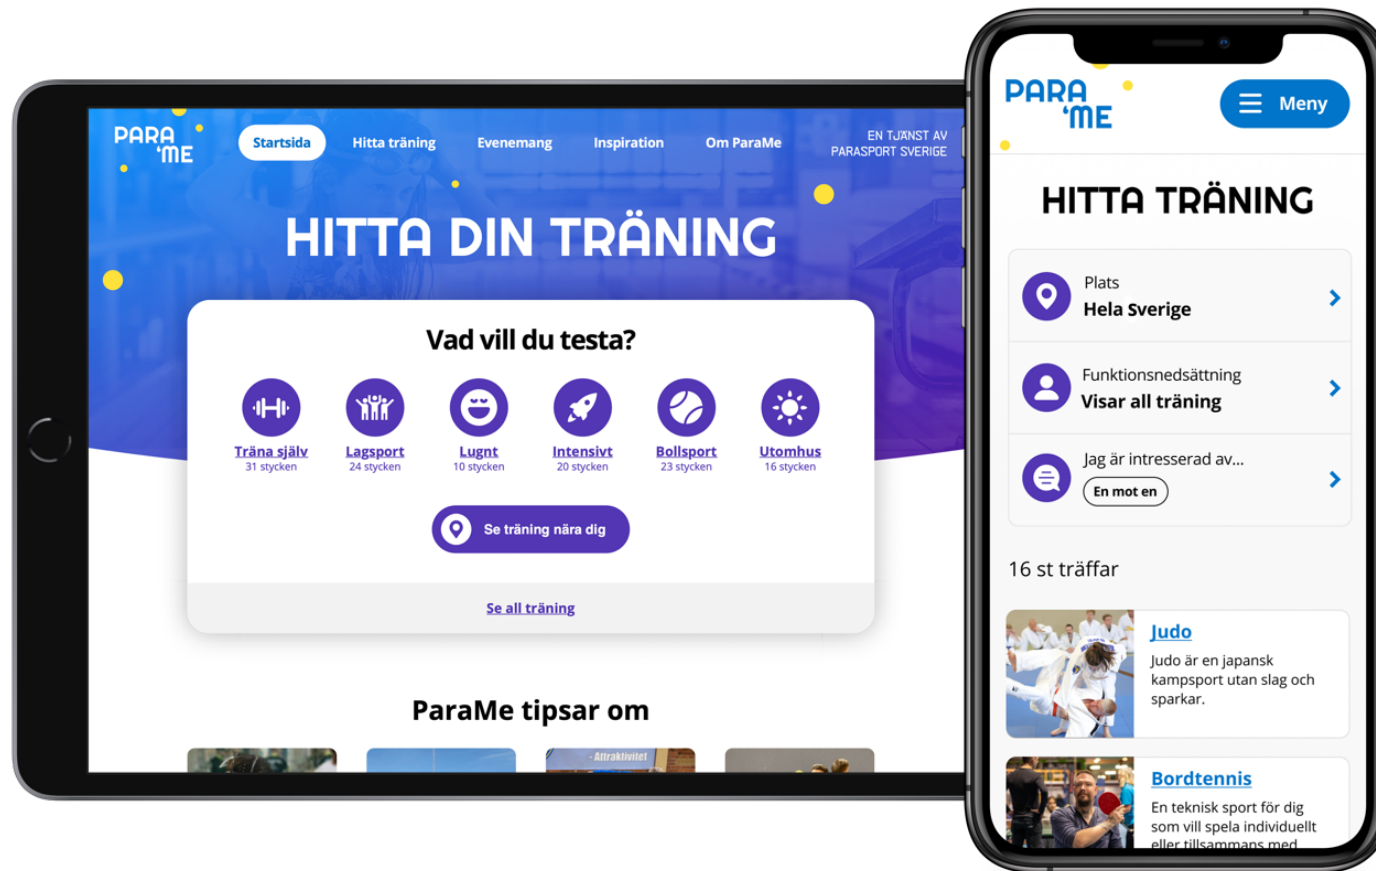 PARA
'ME
Startsida
Hitta träning
Evenemang
Inspiration
Om ParaMe
EN TJÄNST AV
PARASPORT SVERIGE
HITTA DIN TRÄNING
Vad vill du testa?
Träna själv
31 stycken
Lagsport
24 stycken
Lugnt
10 stycken
Intensivt
20 stycken
Bollsport
23 stycken
Utomhus
16 stycken
Se träning nära dig
Se all träning
ParaMe tipsar om
- Attraktivitet
PARA
'ME
Meny
HITTA TRÄNING
Plats
Hela Sverige
Funktionsnedsättning
Visar all träning
Jag är intresserad av...
En mot en
16 st träffar
Judo
Judo är en japansk
kampsport utan slag och
sparkar.
Bordtennis
En teknisk sport för dig
som vill spela individuellt
eller tillsammans med